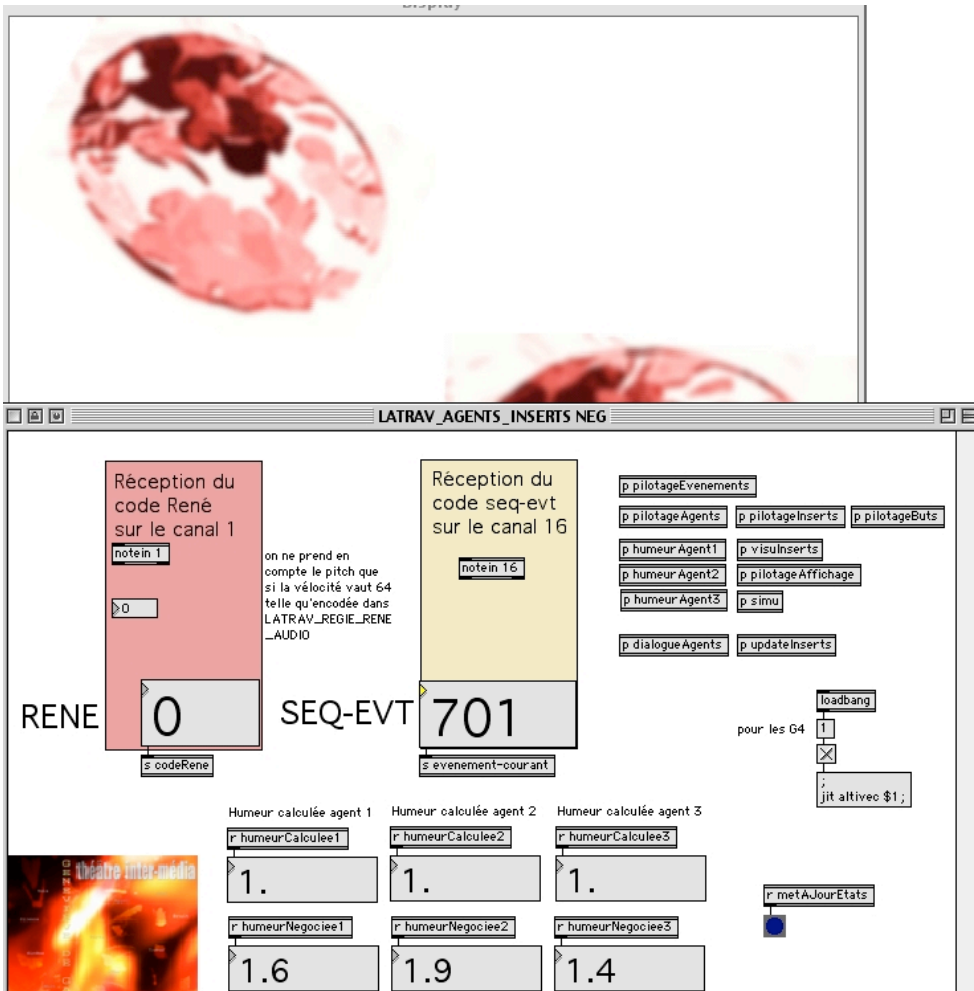 Display
LATRAV_AGENTS_INSERTS NEG
Réception du
code René
sur le canal 1
notein 1
0
on ne prend en
compte le pitch que
si la vélocité vaut 64
telle qu'encodée dans
LATRAV_REGIE_RENE
_AUDIO
RENE
0
s codeRene
Réception du
code seq-evt
sur le canal 16
notein 16
SEQ-EVT
701
s evenement-courant
p pilotageEvenements
p pilotageAgents
p pilotageInserts
p pilotageButs
p humeurAgent1
p visuInserts
p humeurAgent2
p pilotageAffichage
p humeurAgent3
p simu
p dialogueAgents
p updateInserts
loadbang
pour les G4
1
;
jit altivec $1;
Humeur calculée agent 1
Humeur calculée agent 2
Humeur calculée agent 3
r humeurCalculee1
r humeurCalculee2
r humeurCalculee3
1.
1.
1.
r humeurNegociee1
r humeurNegociee2
r humeurNegociee3
1.6
1.9
1.4
r metAJourEtats
théâtre inter-média